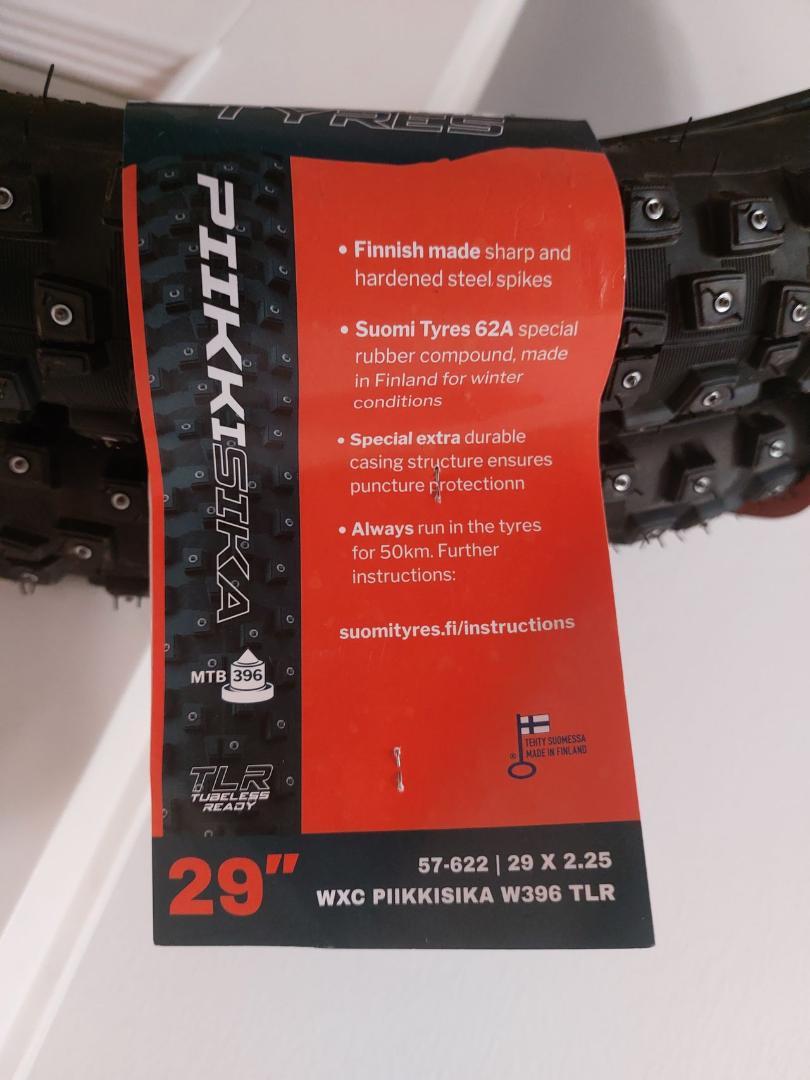 TYRES
PIIKKISIKA
MTB 396
TLR
TUBELESS
READY
• Finnish made sharp and
hardened steel spikes
• Suomi Tyres 62A special
rubber compound, made
in Finland for winter
conditions
• Special extra durable
casing structure ensures
puncture protectionn
• Always run in the tyres
for 50km. Further
instructions:
suomityres.fi/instructions
TEHTY SUOMESSA
® MADE IN FINLAND
29"
57-622 | 29 X 2.25
WXC PIIKKISIKA W396 TLR